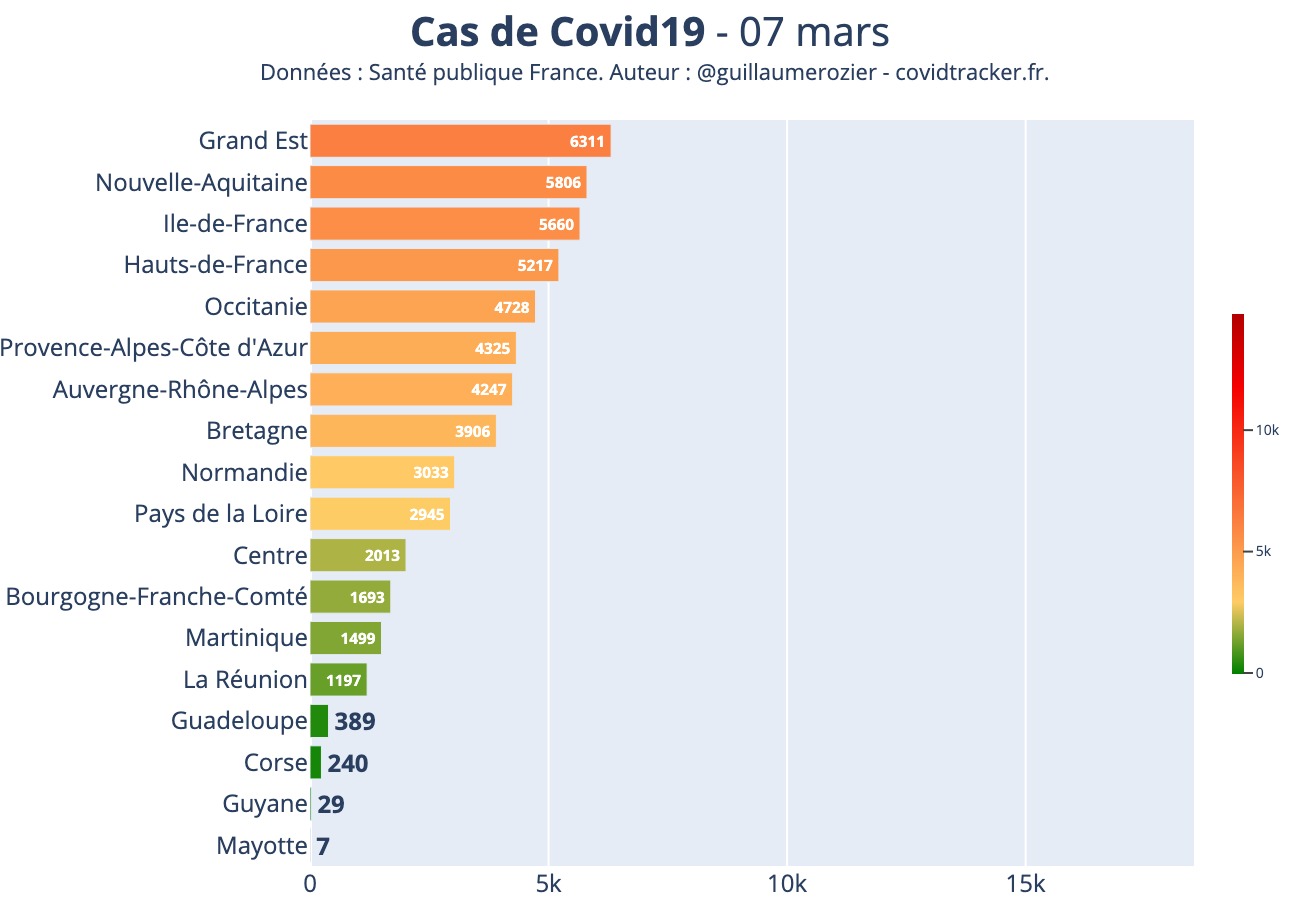 Cas de Covid19 - 07 mars
Données : Santé publique France. Auteur : @guillaumerozier - covidtracker.fr.
Grand Est 6311
Nouvelle-Aquitaine 5806
Ile-de-France 5660
Hauts-de-France 5217
Occitanie 4728
Provence-Alpes-Côte d'Azur 4325
Auvergne-Rhône-Alpes 4247
Bretagne 3906
Normandie 3033
Pays de la Loire 2945
Centre 2013
Bourgogne-Franche-Comté 1693
Martinique 1499
La Réunion 1197
Guadeloupe 389
Corse 240
Guyane 29
Mayotte 7
0 5k 10k 15k
10k
5k
0